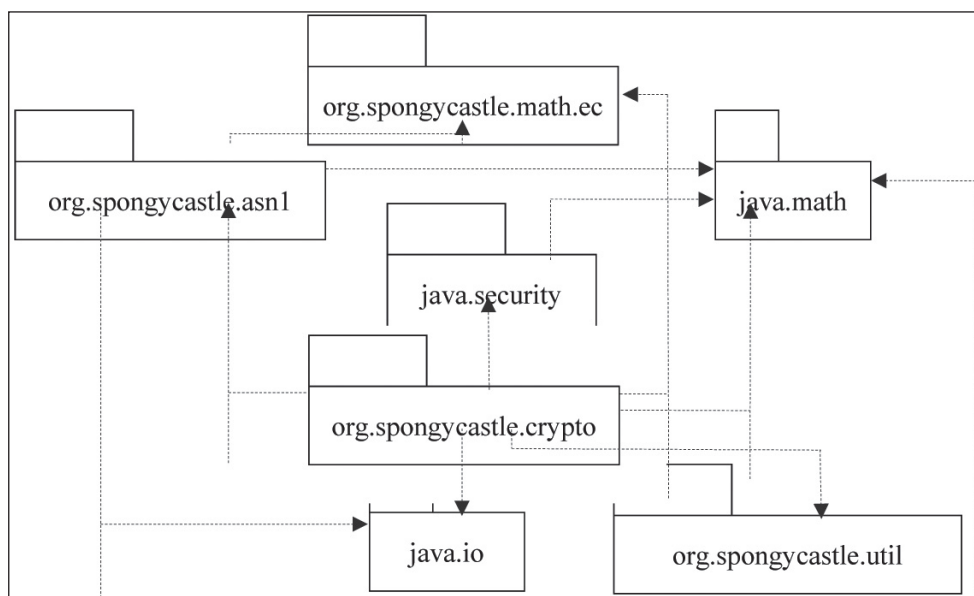 org.spongycastle.math.ec
org.spongycastle.asn1
java.math
java.security
org.spongycastle.crypto
java.io
org.spongycastle.util